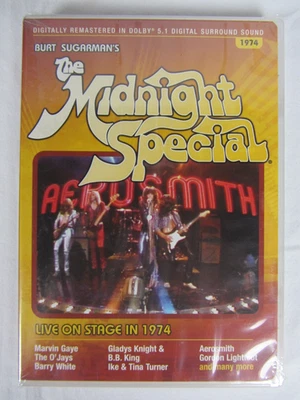 DIGITALLY REMASTERED IN DOLBY® 5.1 DIGITAL SURROUND SOUND
1974
BURT SUGARMAN'S
The
Midnight
Special
AEROSMITH
LIVE ON STAGE IN 1974
Marvin Gaye
The O'Jays
Barry White
Gladys Knight &
B.B. King
Ike & Tina Turner
Aerosmith
Gordon Lightfoot
and many more